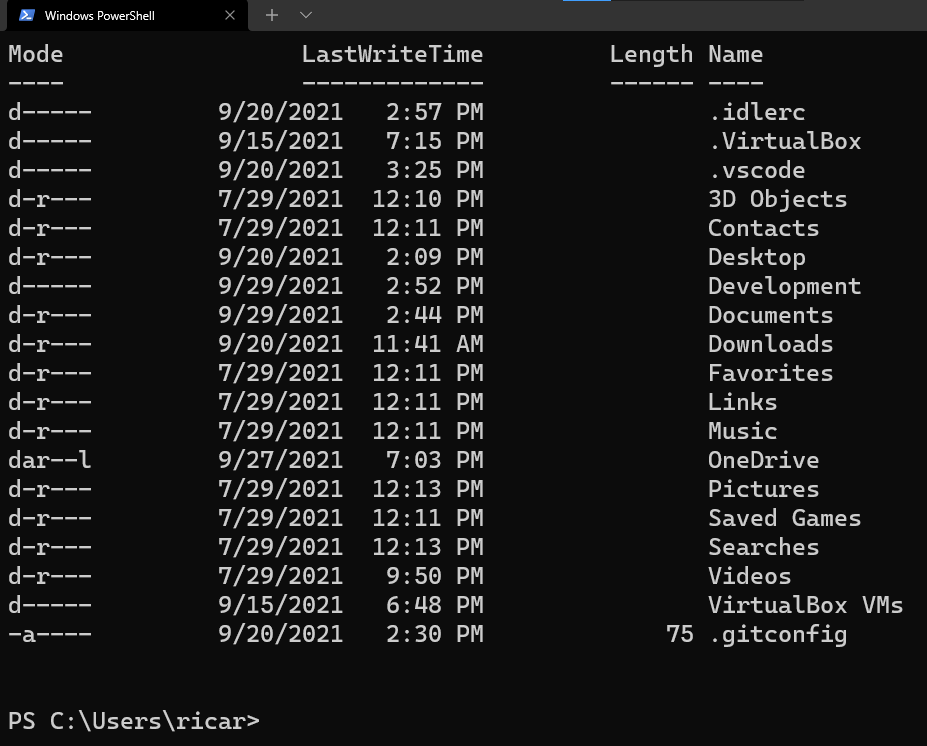 Windows PowerShell
Mode LastWriteTime Length Name
---- ------------- ------ ----
d----- 9/20/2021 2:57 PM .idlerc
d----- 9/15/2021 7:15 PM .VirtualBox
d----- 9/20/2021 3:25 PM .vscode
d-r--- 7/29/2021 12:10 PM 3D Objects
d-r--- 7/29/2021 12:11 PM Contacts
d-r--- 9/20/2021 2:09 PM Desktop
d----- 9/29/2021 2:52 PM Development
d-r--- 9/29/2021 2:44 PM Documents
d-r--- 9/20/2021 11:41 AM Downloads
d-r--- 7/29/2021 12:11 PM Favorites
d-r--- 7/29/2021 12:11 PM Links
d-r--- 7/29/2021 12:11 PM Music
dar--l 9/27/2021 7:03 PM OneDrive
d-r--- 7/29/2021 12:13 PM Pictures
d-r--- 7/29/2021 12:11 PM Saved Games
d-r--- 7/29/2021 12:13 PM Searches
d-r--- 7/29/2021 9:50 PM Videos
d----- 9/15/2021 6:48 PM VirtualBox VMs
-a---- 9/20/2021 2:30 PM 75 .gitconfig
PS C:\Users\ricar>